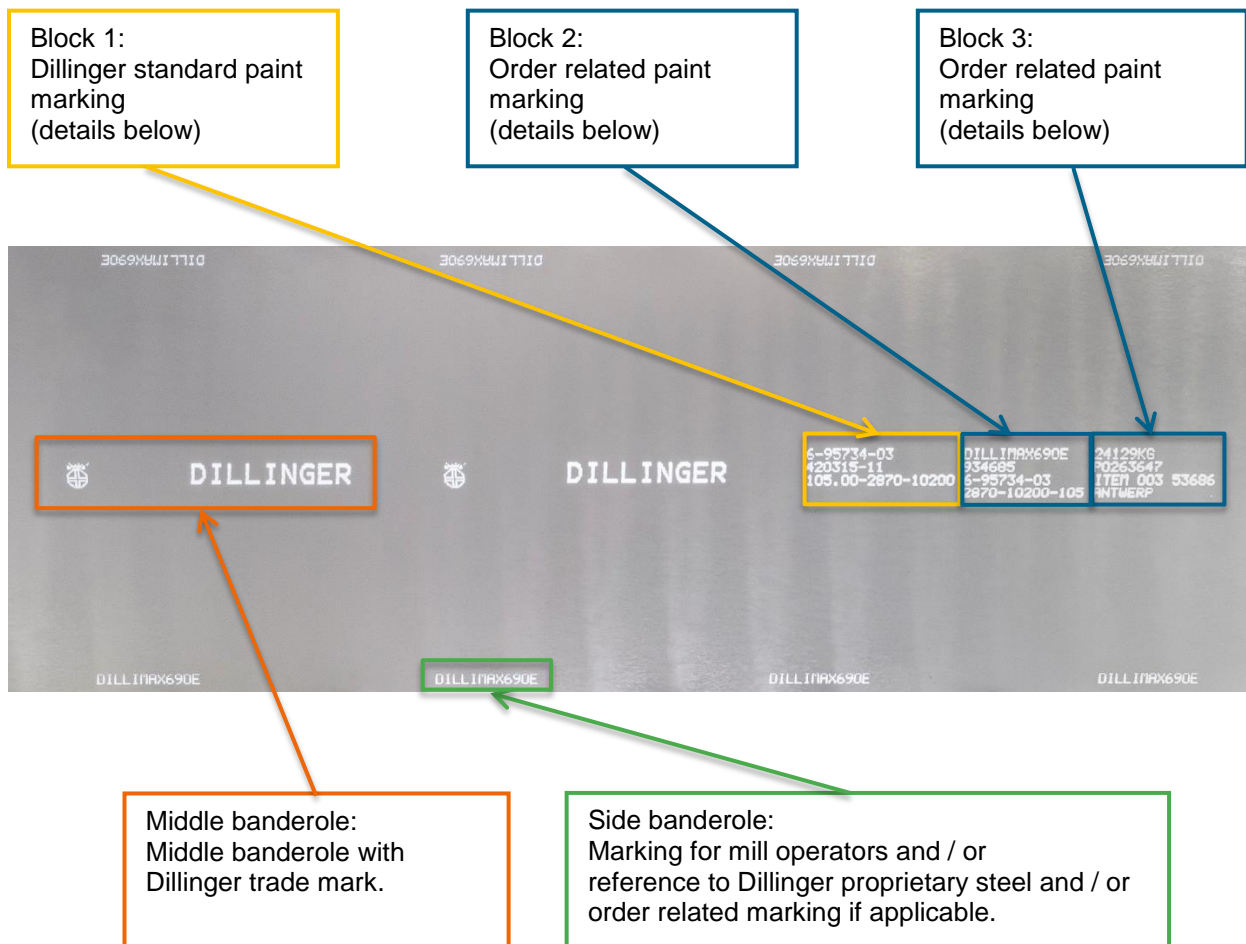 Block 1:
Dillinger standard paint
marking
(details below)
Block 2:
Order related paint
marking
(details below)
Block 3:
Order related paint
marking
(details below)
DILLIMAX690E
DILLIMAX690E
DILLIMAX690E
DILLIMAX690E
DILLINGER
DILLINGER
6-95734-03
420315-11
105.00-2870-10200
DILLIMAX690E
934685
6-95734-03
2870-10200-105
24129KG
PO263647
ITEM 003 53686
ANTWERP
DILLIMAX690E
DILLIMAX690E
DILLIMAX690E
DILLIMAX690E
Middle banderole:
Middle banderole with
Dillinger trade mark.
Side banderole:
Marking for mill operators and / or
reference to Dillinger proprietary steel and / or
order related marking if applicable.